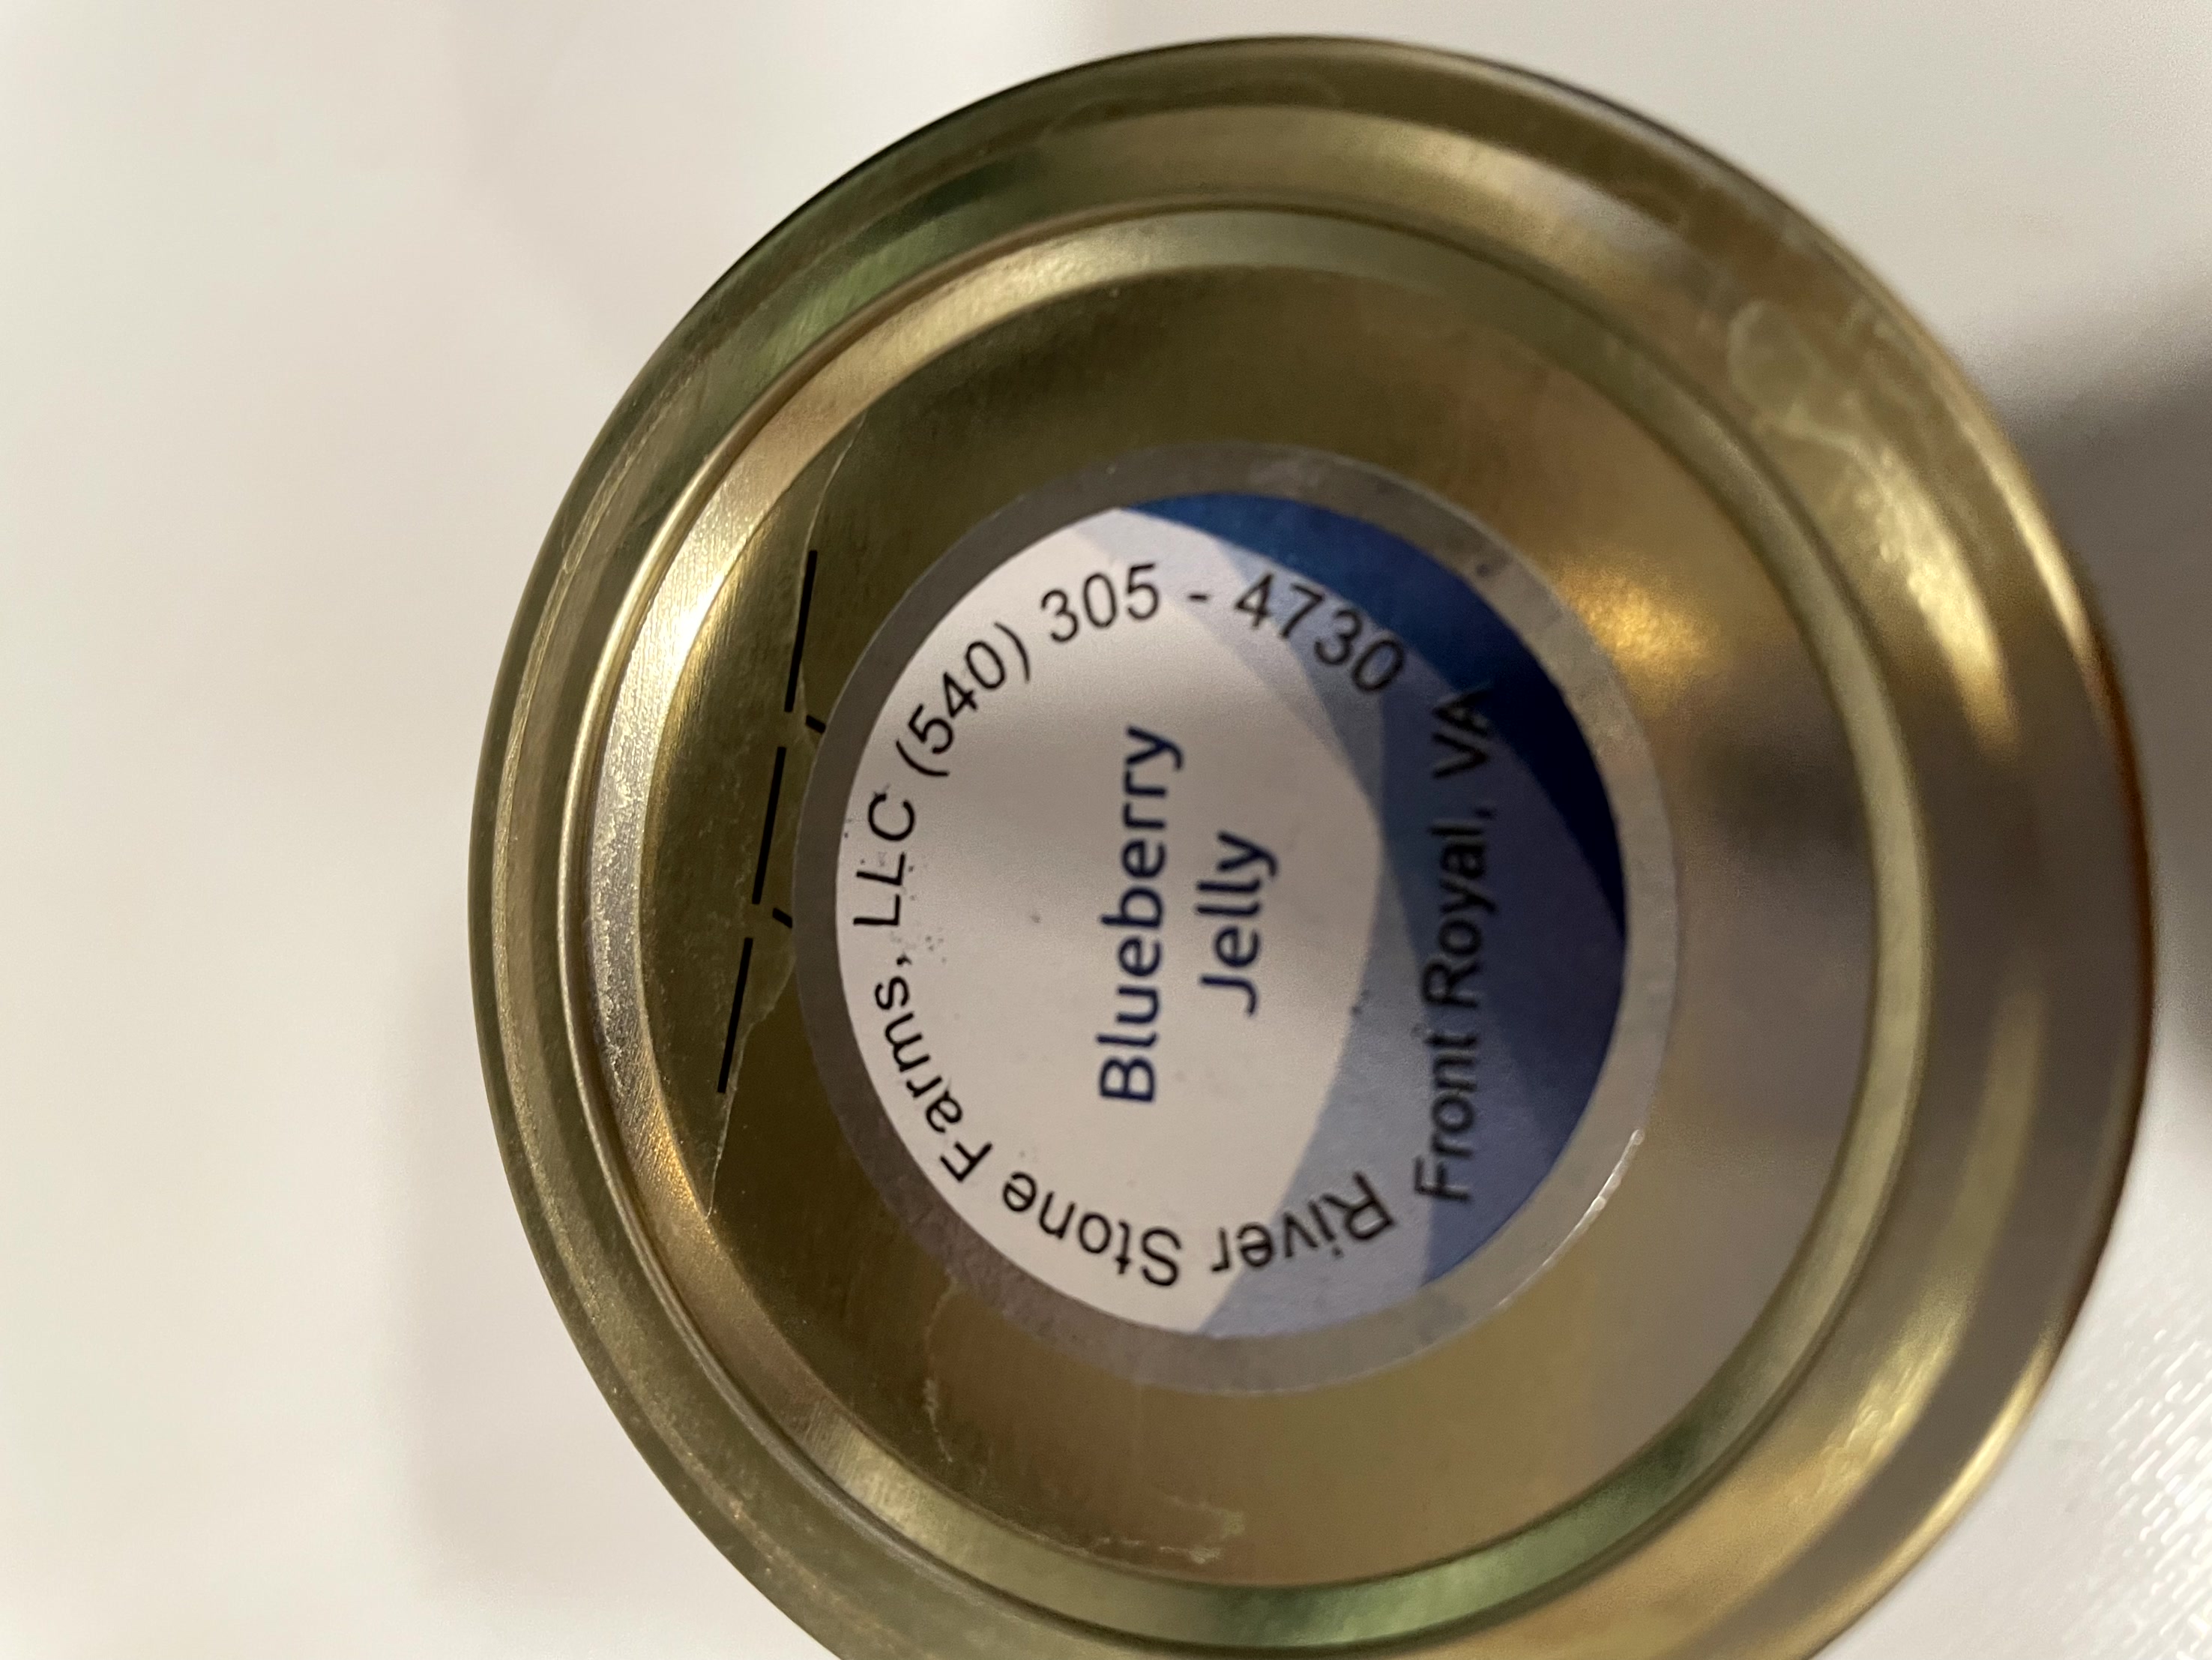 River Stone Farms, LLC (540) 305 - 4730
Blueberry
Jelly
Front Royal, VA